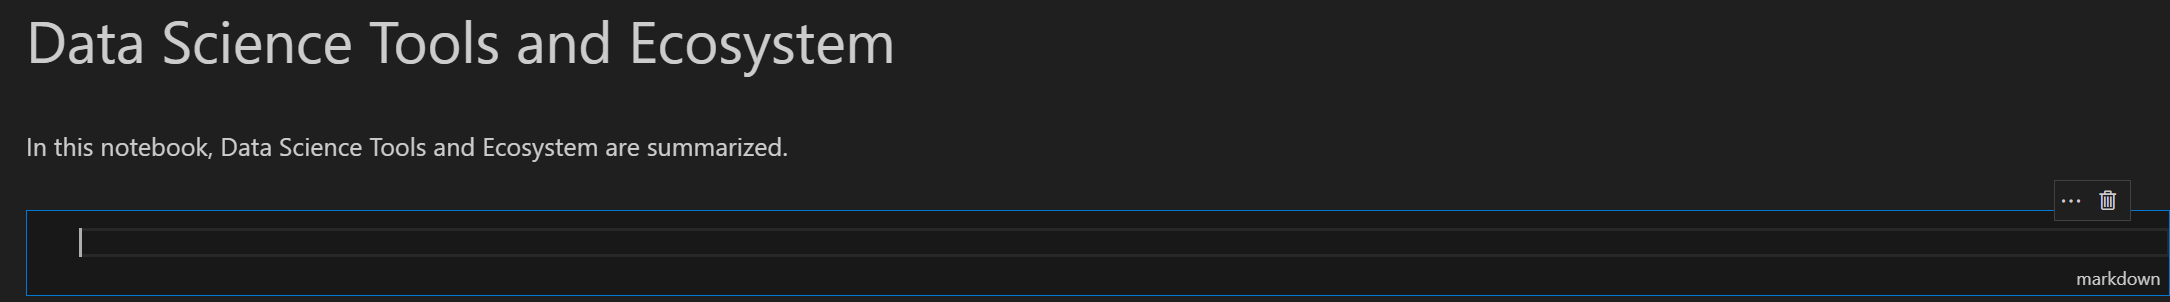 Data Science Tools and Ecosystem
In this notebook, Data Science Tools and Ecosystem are summarized.
markdown